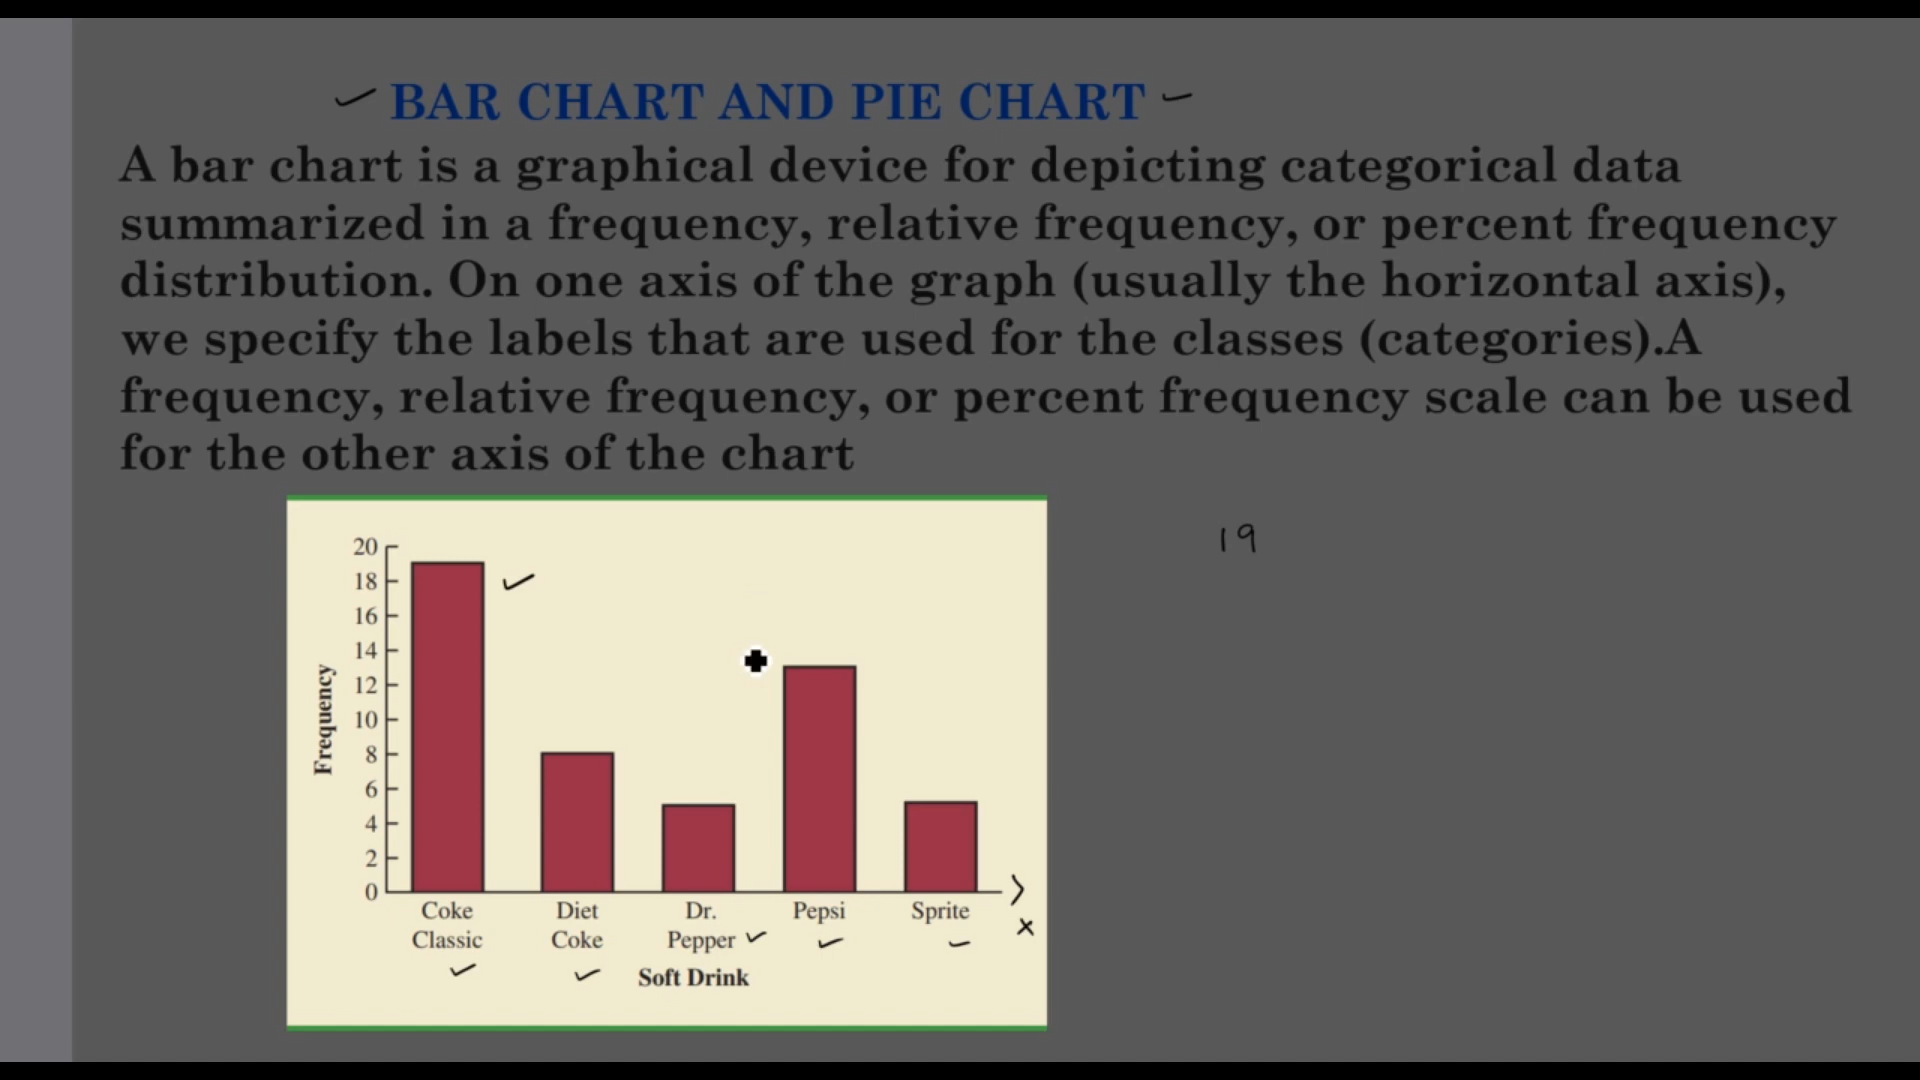 BAR CHART AND PIE CHART
A bar chart is a graphical device for depicting categorical data
summarized in a frequency, relative frequency, or percent frequency
distribution. On one axis of the graph (usually the horizontal axis),
we specify the labels that are used for the classes (categories).A
frequency, relative frequency, or percent frequency scale can be used
for the other axis of the chart
19
20
18
16
14
12
10
8
6
4
2
0
Frequency
Coke Classic
Diet Coke
Dr. Pepper
Pepsi
Sprite
x
Soft Drink